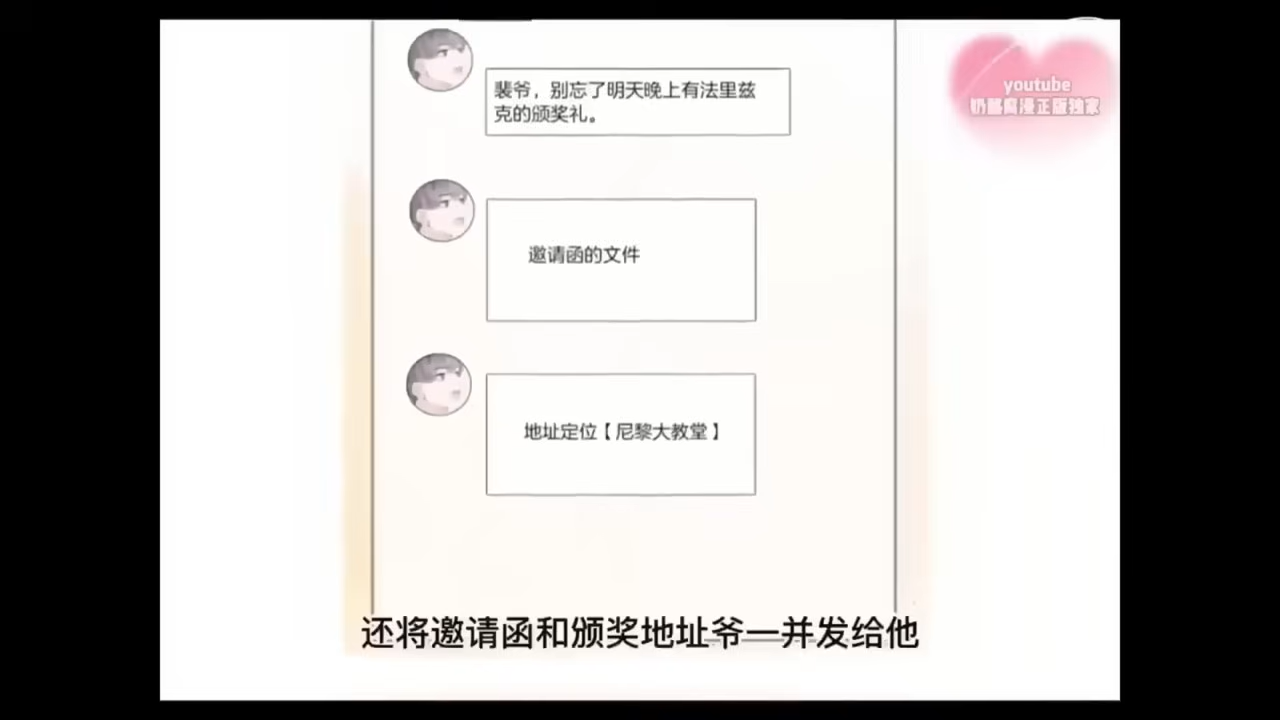 裴爷，别忘了明天晚上有法里兹
克的颁奖礼。
youtube
奶酪腐漫正版独家
邀请函的文件
地址定位【尼黎大教堂】
还将邀请函和颁奖地址爷一并发给他